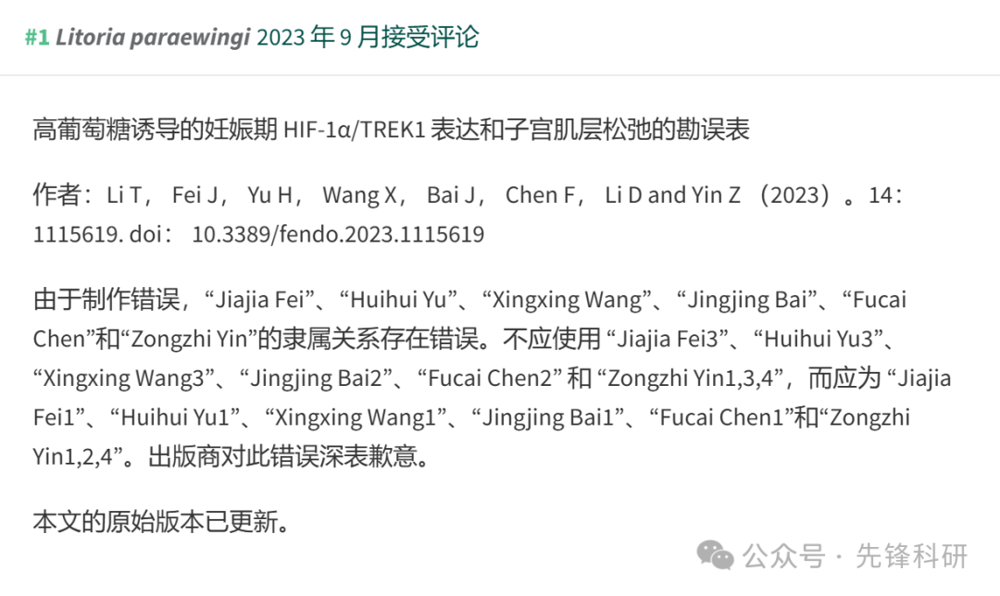 #1 Litoria paraewingi 2023 年 9 月接受评论
高葡萄糖诱导的妊娠期 HIF-1α/TREK1 表达和子宫肌层松弛的勘误表
作者：Li T， Fei J， Yu H， Wang X， Bai J， Chen F， Li D and Yin Z （2023）。14：
1115619. doi： 10.3389/fendo.2023.1115619
由于制作错误，“Jiajia Fei”、“Huihui Yu”、“Xingxing Wang”、“Jingjing Bai”、“Fucai
Chen”和“Zongzhi Yin”的隶属关系存在错误。不应使用 “Jiajia Fei3”、“Huihui Yu3”、
“Xingxing Wang3”、“Jingjing Bai2”、“Fucai Chen2” 和 “Zongzhi Yin1,3,4”，而应为 “Jiajia
Fei1”、“Huihui Yu1”、“Xingxing Wang1”、“Jingjing Bai1”、“Fucai Chen1”和“Zongzhi
Yin1,2,4”。出版商对此错误深表歉意。
本文的原始版本已更新。
公众号 · 先锋科研